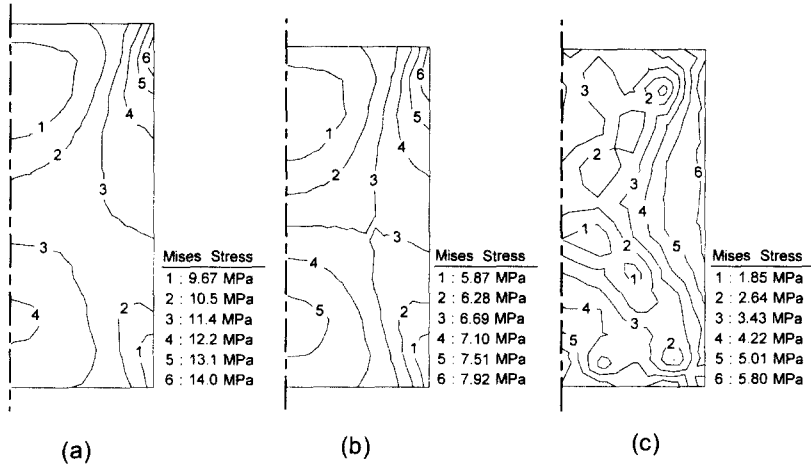 6
5
4
1
2
3
3
4
2
1
Mises Stress
1 : 9.67 MPa
2 : 10.5 MPa
3 : 11.4 MPa
4 : 12.2 MPa
5 : 13.1 MPa
6 : 14.0 MPa
(a)
6
5
4
1
2
3
3
4
5
2
1
Mises Stress
1 : 5.87 MPa
2 : 6.28 MPa
3 : 6.69 MPa
4 : 7.10 MPa
5 : 7.51 MPa
6 : 7.92 MPa
(b)
3
2
2
3
6
4
1
2
5
1
4
3
5
2
Mises Stress
1 : 1.85 MPa
2 : 2.64 MPa
3 : 3.43 MPa
4 : 4.22 MPa
5 : 5.01 MPa
6 : 5.80 MPa
(c)